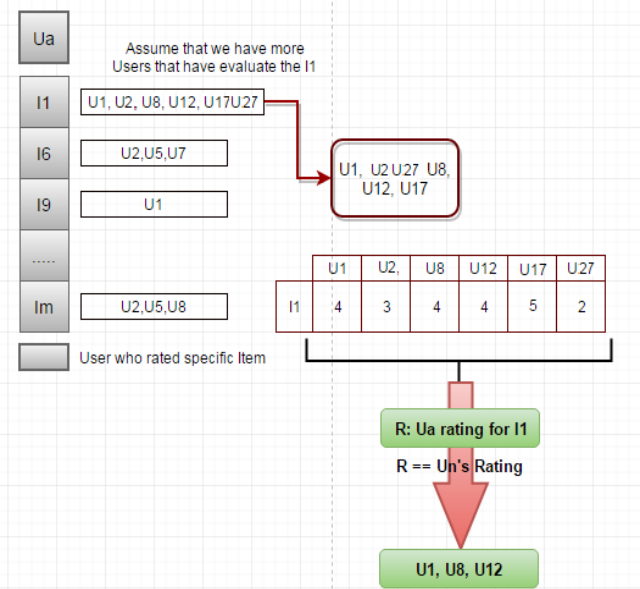 Ua
Assume that we have more
Users that have evaluate the I1
I1
U1, U2, U8, U12, U17U27
I6
U2,U5,U7
U1, U2 U27 U8,
U12, U17
I9
U1
.....
U1 U2, U8 U12 U17 U27
Im
U2,U5,U8
I1 4 3 4 4 5 2
User who rated specific Item
R: Ua rating for I1
R == Un's Rating
U1, U8, U12